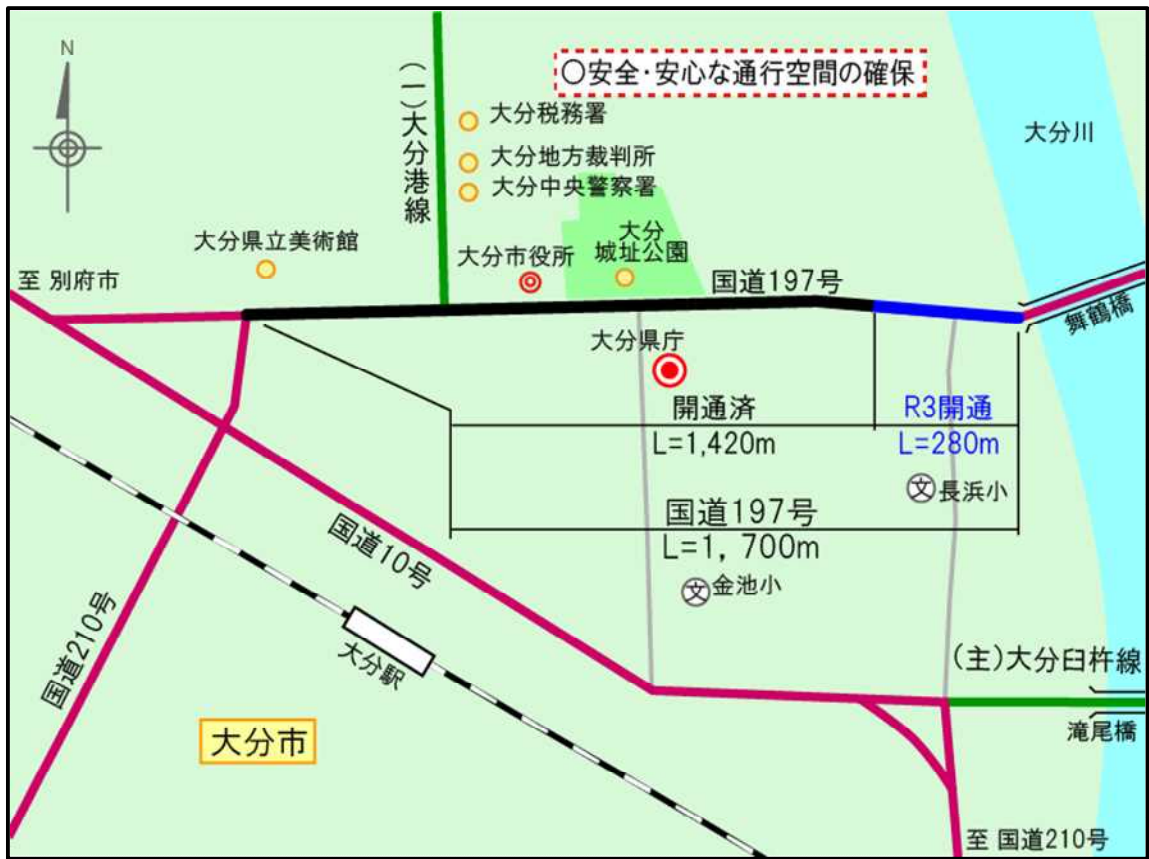 N
○安全・安心な通行空間の確保
(一)大分港線
大分税務署
大分地方裁判所
大分中央警察署
大分川
大分県立美術館
大分市役所
大分
城址公園
至 別府市
国道197号
舞鶴橋
大分県庁
開通済
L=1,420m
R3開通
L=280m
文 長浜小
国道197号
L=1,700m
文 金池小
国道10号
国道210号
大分駅
(主)大分臼杵線
滝尾橋
大分市
至 国道210号